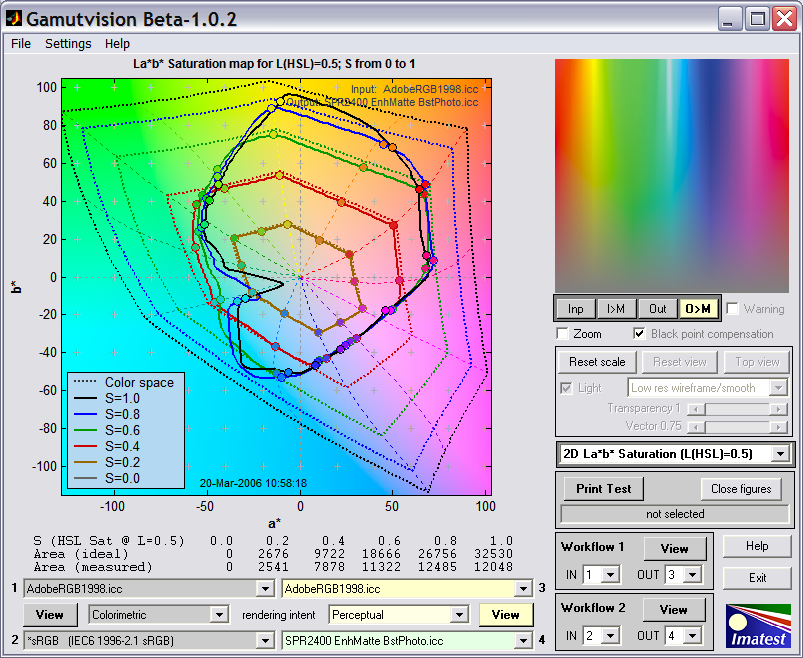 Gamutvision Beta-1.0.2
File Settings Help
La*b* Saturation map for L(HSL)=0.5; S from 0 to 1
Input: AdobeRGB1998.icc
Output: SPR2400 EnhMatte BstPhoto.icc
100
80
60
40
20
0
-20
-40
-60
-80
-100
b*
Color space
S=1.0
S=0.8
S=0.6
S=0.4
S=0.2
S=0.0
20-Mar-2006 10:58:18
-100 -50 0 50 100
a*
S (HSL Sat @ L=0.5) 0.0 0.2 0.4 0.6 0.8 1.0
Area (ideal) 0 2676 9722 18666 26756 32530
Area (measured) 0 2541 7878 11322 12485 12048
1 AdobeRGB1998.icc AdobeRGB1998.icc 3
View Colorimetric rendering intent Perceptual View
2 *sRGB (IEC6 1996-2.1 sRGB) SPR2400 EnhMatte BstPhoto.icc 4
Inp I>M Out O>M Warning
Zoom Black point compensation
Reset scale Reset view Top view
Light Low res wireframe/smooth
Transparency 1
Vector 0.75
2D La*b* Saturation (L(HSL)=0.5)
Print Test Close figures
not selected
Workflow 1 View
IN 1 OUT 3
Help
Exit
Workflow 2 View
IN 2 OUT 4
Imatest